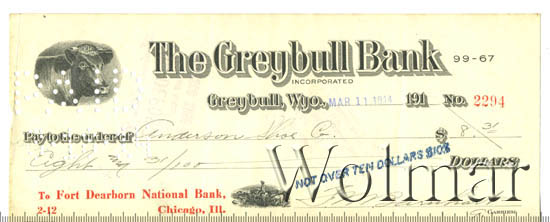 The Greybull Bank 99-67
INCORPORATED
Greybull, Wyo., MAR 11 1914 191 No. 2294
Pay to the order of Anderson Shoe Co. $ 8 31
Eight and 31/100 DOLLARS
NOT OVER TEN DOLLARS $10$
Wolmar
To Fort Dearborn National Bank,
2-12 Chicago, Ill.
CASHIER